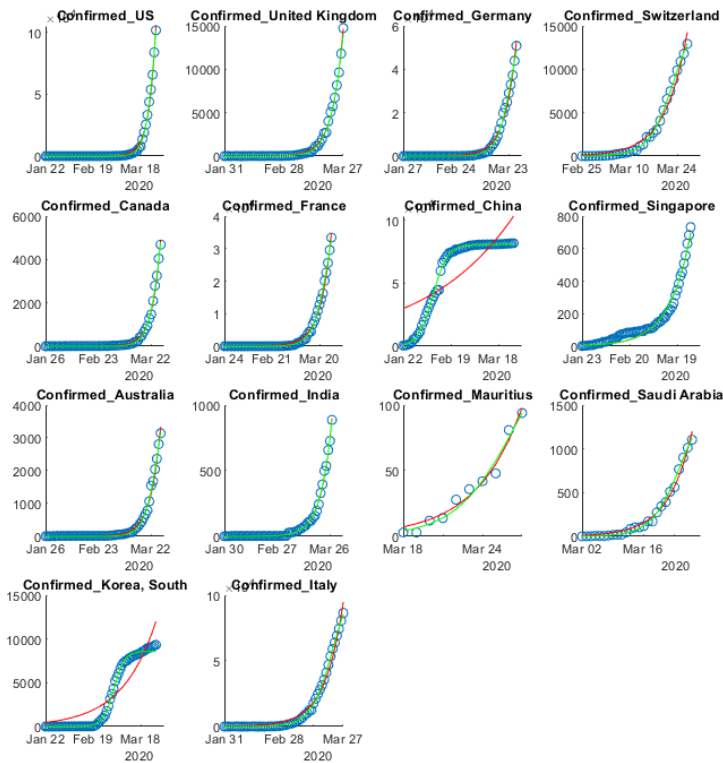 Confirmed_US
10
5
0
Jan 22 Feb 19 Mar 18
2020
Confirmed_United Kingdom
15000
10000
5000
0
Jan 31 Feb 28 Mar 27
2020
Confirmed_Germany
6
4
2
0
Jan 27 Feb 24 Mar 23
2020
Confirmed_Switzerland
15000
10000
5000
0
Feb 25 Mar 10 Mar 24
2020
Confirmed_Canada
6000
4000
2000
0
Jan 26 Feb 23 Mar 22
2020
Confirmed_France
4
3
2
1
0
Jan 24 Feb 21 Mar 20
2020
Confirmed_China
10
5
0
Jan 22 Feb 19 Mar 18
2020
Confirmed_Singapore
800
600
400
200
0
Jan 23 Feb 20 Mar 19
2020
Confirmed_Australia
4000
3000
2000
1000
0
Jan 26 Feb 23 Mar 22
2020
Confirmed_India
1000
500
0
Jan 30 Feb 27 Mar 26
2020
Confirmed_Mauritius
100
50
0
Mar 18 Mar 24
2020
Confirmed_Saudi Arabia
1500
1000
500
0
Mar 02 Mar 16
2020
Confirmed_Korea, South
15000
10000
5000
0
Jan 22 Feb 19 Mar 18
2020
Confirmed_Italy
10
5
0
Jan 31 Feb 28 Mar 27
2020